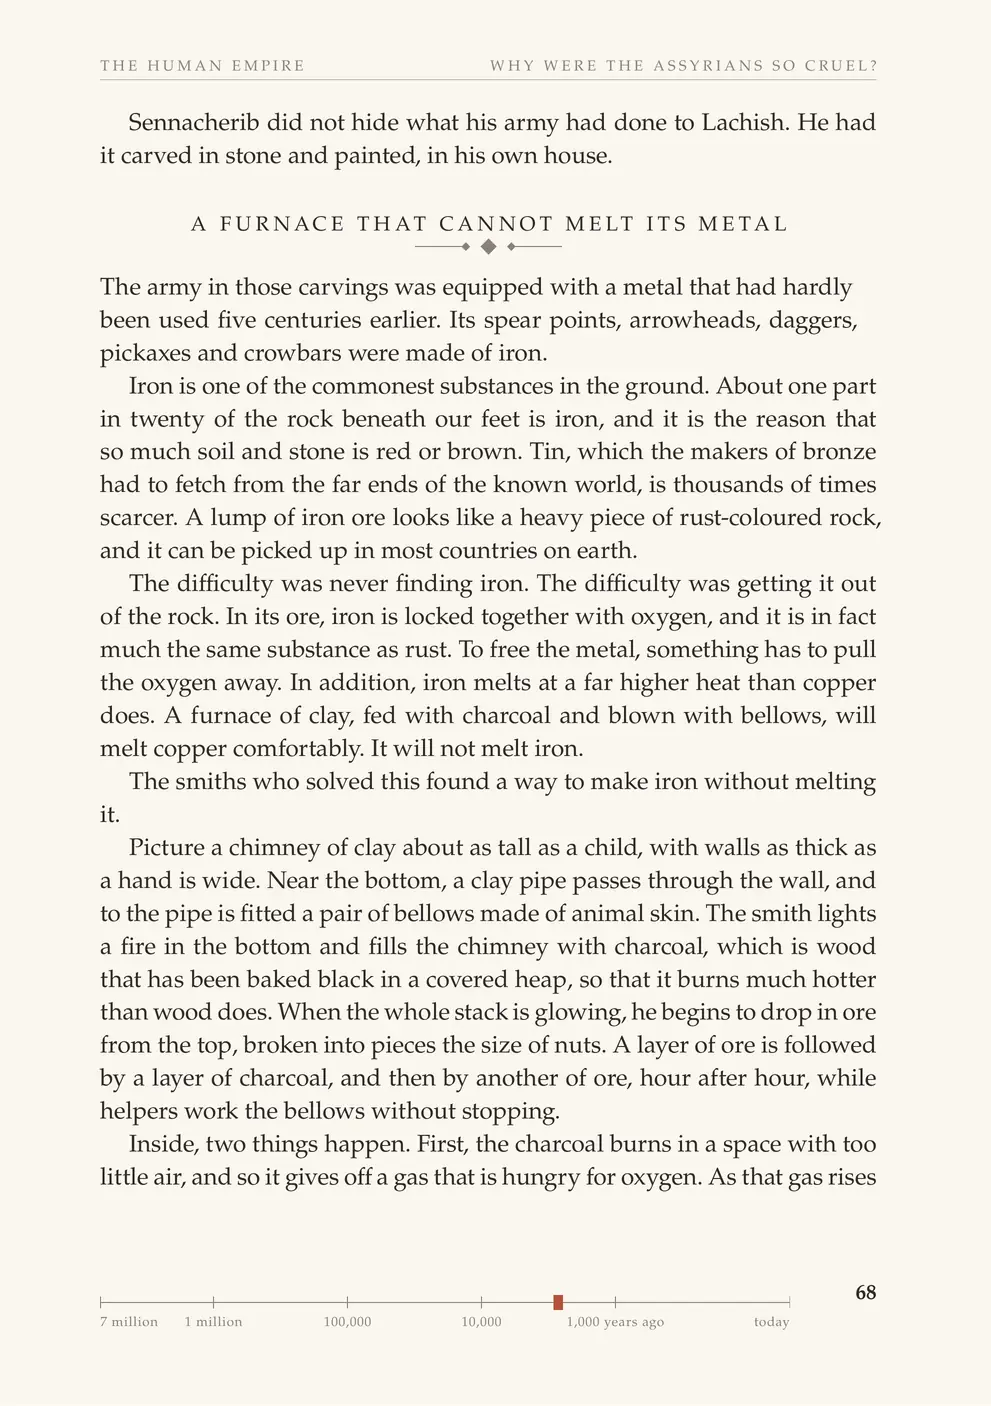 THE HUMAN EMPIRE
WHY WERE THE ASSYRIANS SO CRUEL?
Sennacherib did not hide what his army had done to Lachish. He had
it carved in stone and painted, in his own house.
A FURNACE THAT CANNOT MELT ITS METAL
The army in those carvings was equipped with a metal that had hardly
been used five centuries earlier. Its spear points, arrowheads, daggers,
pickaxes and crowbars were made of iron.
Iron is one of the commonest substances in the ground. About one part
in twenty of the rock beneath our feet is iron, and it is the reason that
so much soil and stone is red or brown. Tin, which the makers of bronze
had to fetch from the far ends of the known world, is thousands of times
scarcer. A lump of iron ore looks like a heavy piece of rust-coloured rock,
and it can be picked up in most countries on earth.
The difficulty was never finding iron. The difficulty was getting it out
of the rock. In its ore, iron is locked together with oxygen, and it is in fact
much the same substance as rust. To free the metal, something has to pull
the oxygen away. In addition, iron melts at a far higher heat than copper
does. A furnace of clay, fed with charcoal and blown with bellows, will
melt copper comfortably. It will not melt iron.
The smiths who solved this found a way to make iron without melting
it.
Picture a chimney of clay about as tall as a child, with walls as thick as
a hand is wide. Near the bottom, a clay pipe passes through the wall, and
to the pipe is fitted a pair of bellows made of animal skin. The smith lights
a fire in the bottom and fills the chimney with charcoal, which is wood
that has been baked black in a covered heap, so that it burns much hotter
than wood does. When the whole stack is glowing, he begins to drop in ore
from the top, broken into pieces the size of nuts. A layer of ore is followed
by a layer of charcoal, and then by another of ore, hour after hour, while
helpers work the bellows without stopping.
Inside, two things happen. First, the charcoal burns in a space with too
little air, and so it gives off a gas that is hungry for oxygen. As that gas rises
68
7 million
1 million
100,000
10,000
1,000 years ago
today